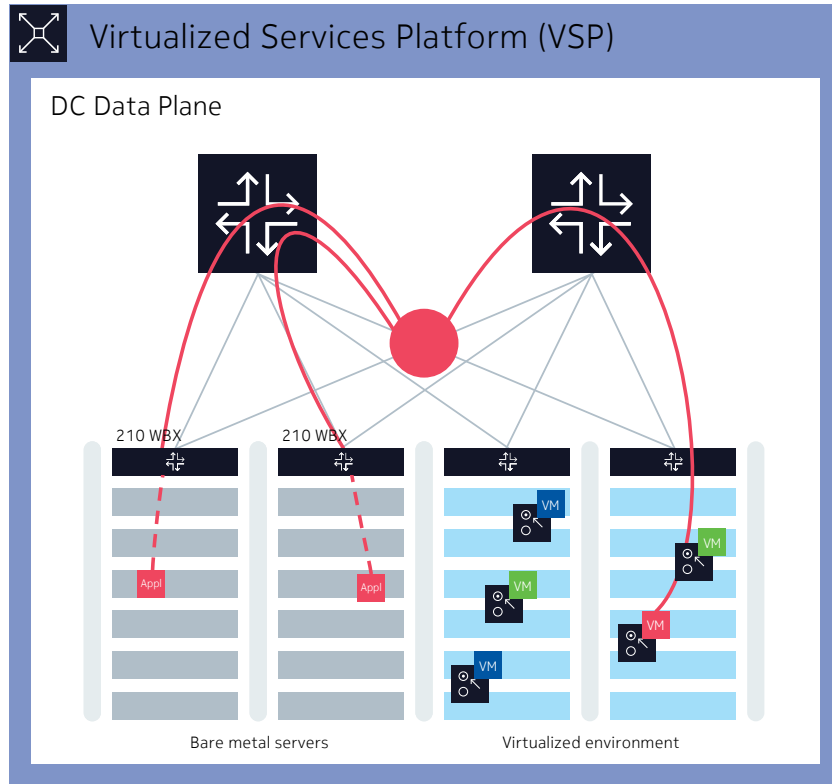 Virtualized Services Platform (VSP)
DC Data Plane
210 WBX
210 WBX
VM
VM
Appl
Appl
VM
VM
VM
Bare metal servers
Virtualized environment